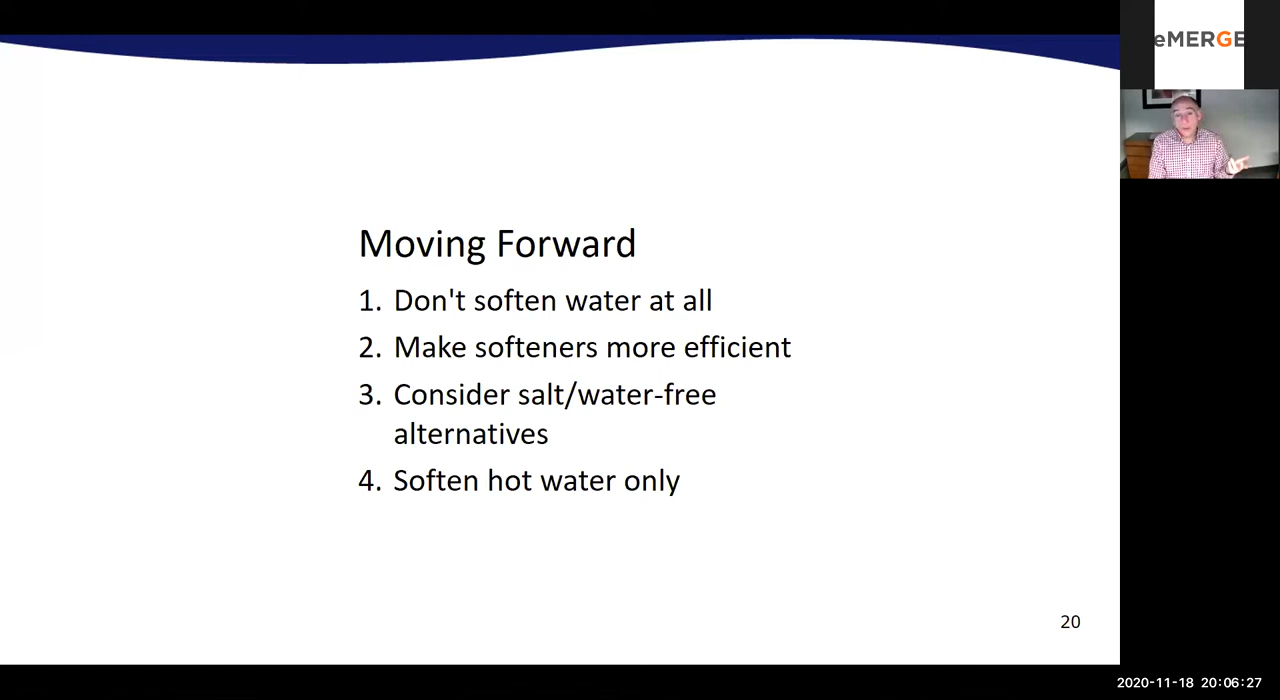 eMERGE
Moving Forward
1. Don't soften water at all
2. Make softeners more efficient
3. Consider salt/water-free
alternatives
4. Soften hot water only
20
2020-11-18 20:06:27